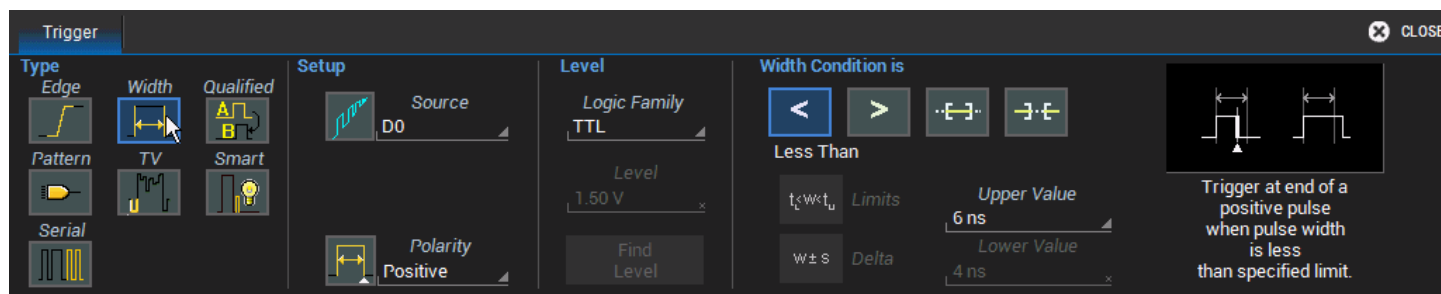 Trigger
CLOSE
Type
Edge
Width
Qualified
A
B
Pattern
TV
Smart
U
Serial
Setup
Source
D0
Polarity
Positive
Level
Logic Family
TTL
Level
1.50 V
×
Find
Level
Width Condition is
<
>
Less Than
tL<w<tu
Limits
w±s
Delta
Upper Value
6 ns
Lower Value
4 ns
×
Trigger at end of a
positive pulse
when pulse width
is less
than specified limit.